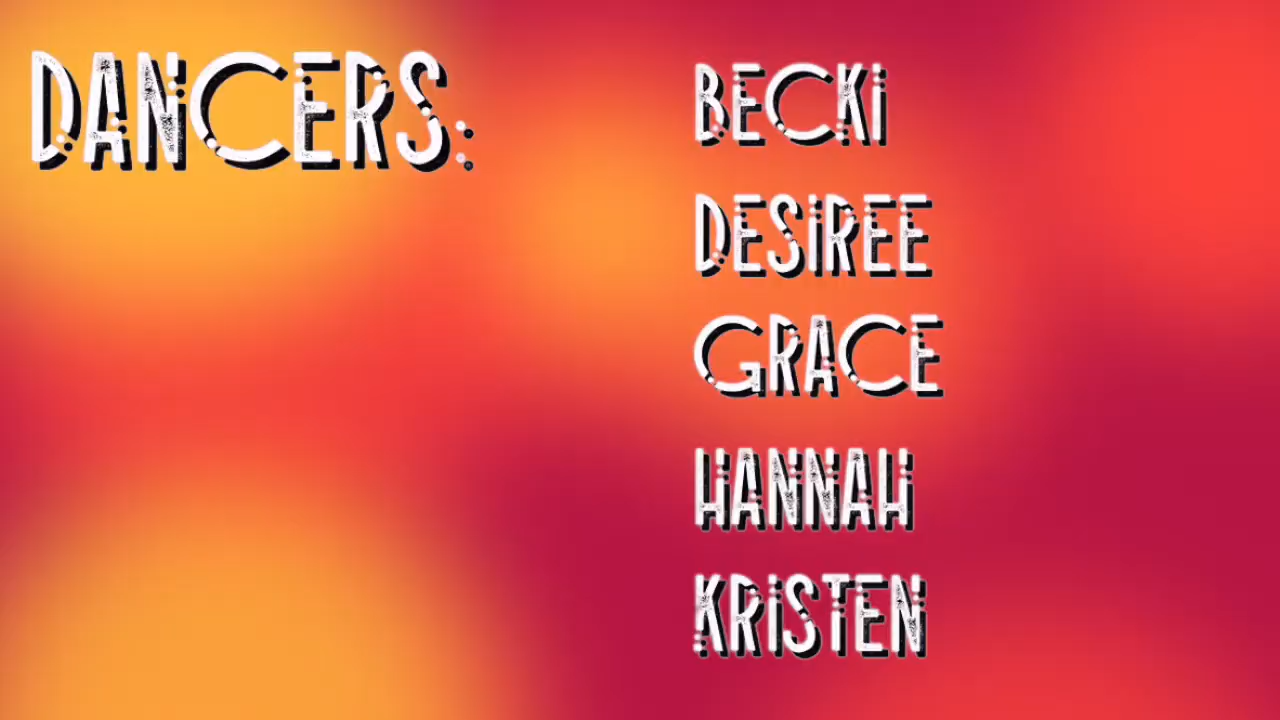 DANCERS:
BECKI
DESIREE
GRACE
HANNAH
KRISTEN